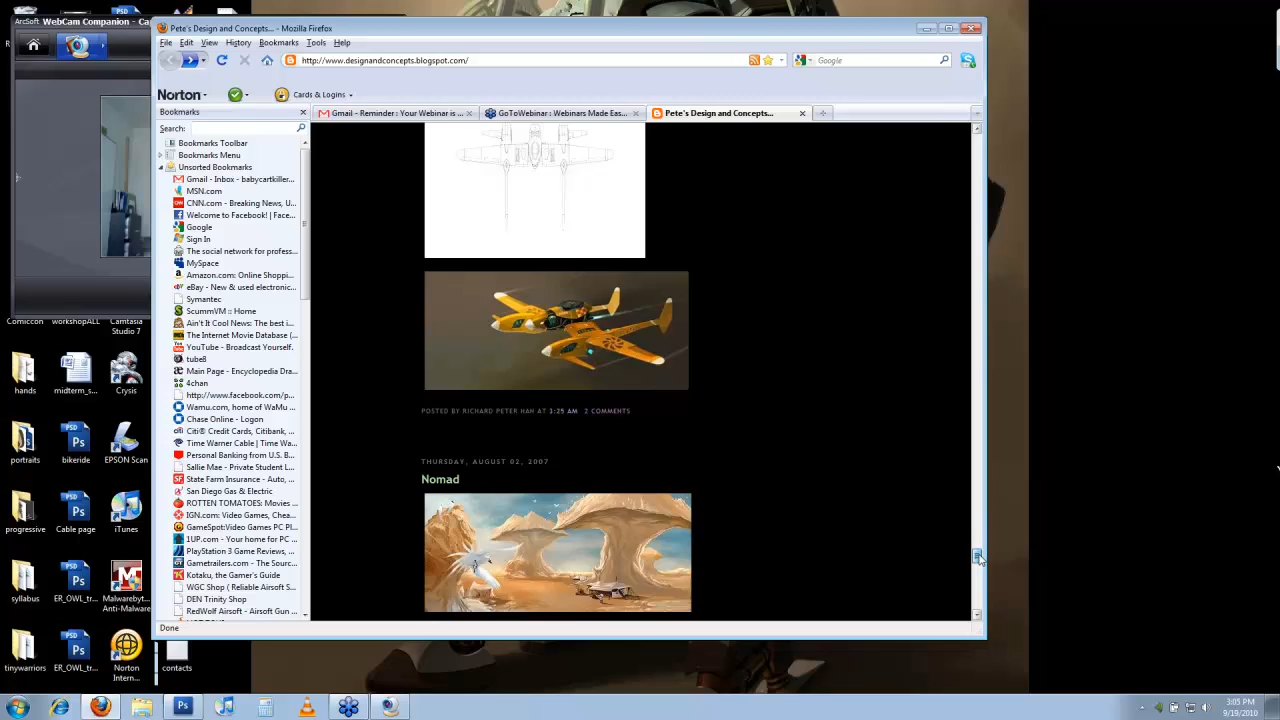 ArcSoft WebCam Companion - Ca
Pete's Design and Concepts... - Mozilla Firefox
File Edit View History Bookmarks Tools Help
http://www.designandconcepts.blogspot.com/
Google
Norton
Cards & Logins
Bookmarks
Gmail - Reminder : Your Webinar is ...
GoToWebinar : Webinars Made Eas...
Pete's Design and Concepts...
Search:
Bookmarks Toolbar
Bookmarks Menu
Unsorted Bookmarks
Gmail - Inbox - babycartkiller...
MSN.com
CNN.com - Breaking News, U...
Welcome to Facebook! | Face...
Google
Sign In
The social network for profess...
MySpace
Amazon.com: Online Shoppi...
eBay - New & used electronic...
Symantec
ScummVM :: Home
Ain't It Cool News: The best i...
The Internet Movie Database (...
YouTube - Broadcast Yourself.
tube8
Main Page - Encyclopedia Dra...
4chan
http://www.facebook.com/p...
Wamu.com, home of WaMu ...
Chase Online - Logon
Citi® Credit Cards, Citibank, ...
Time Warner Cable | Time Wa...
Personal Banking from U.S. B...
Sallie Mae - Private Student L...
State Farm Insurance - Auto, ...
San Diego Gas & Electric
ROTTEN TOMATOES: Movies ...
IGN.com: Video Games, Chea...
GameSpot:Video Games PC Pl...
1UP.com - Your home for PC ...
PlayStation 3 Game Reviews, ...
Gametrailers.com - The Sourc...
Kotaku, the Gamer's Guide
WGC Shop ( Reliable Airsoft - ...
DEN Trinity Shop
RedWolf Airsoft - Airsoft Gun ...
POSTED BY RICHARD PETER HAN AT 1:25 AM 2 COMMENTS
THURSDAY, AUGUST 02, 2007
Nomad
Done
Comiccon
workshopALL
Camtasia Studio 7
hands
midterm_s...
Crysis
portraits
bikeride
EPSON Scan
progressive
Cable page
iTunes
syllabus
ER_OWL_tr...
Malwarebyt... Anti-Malware
tinywarriors
ER_OWL_tr...
Norton Intern...
contacts
3:05 PM
9/19/2010